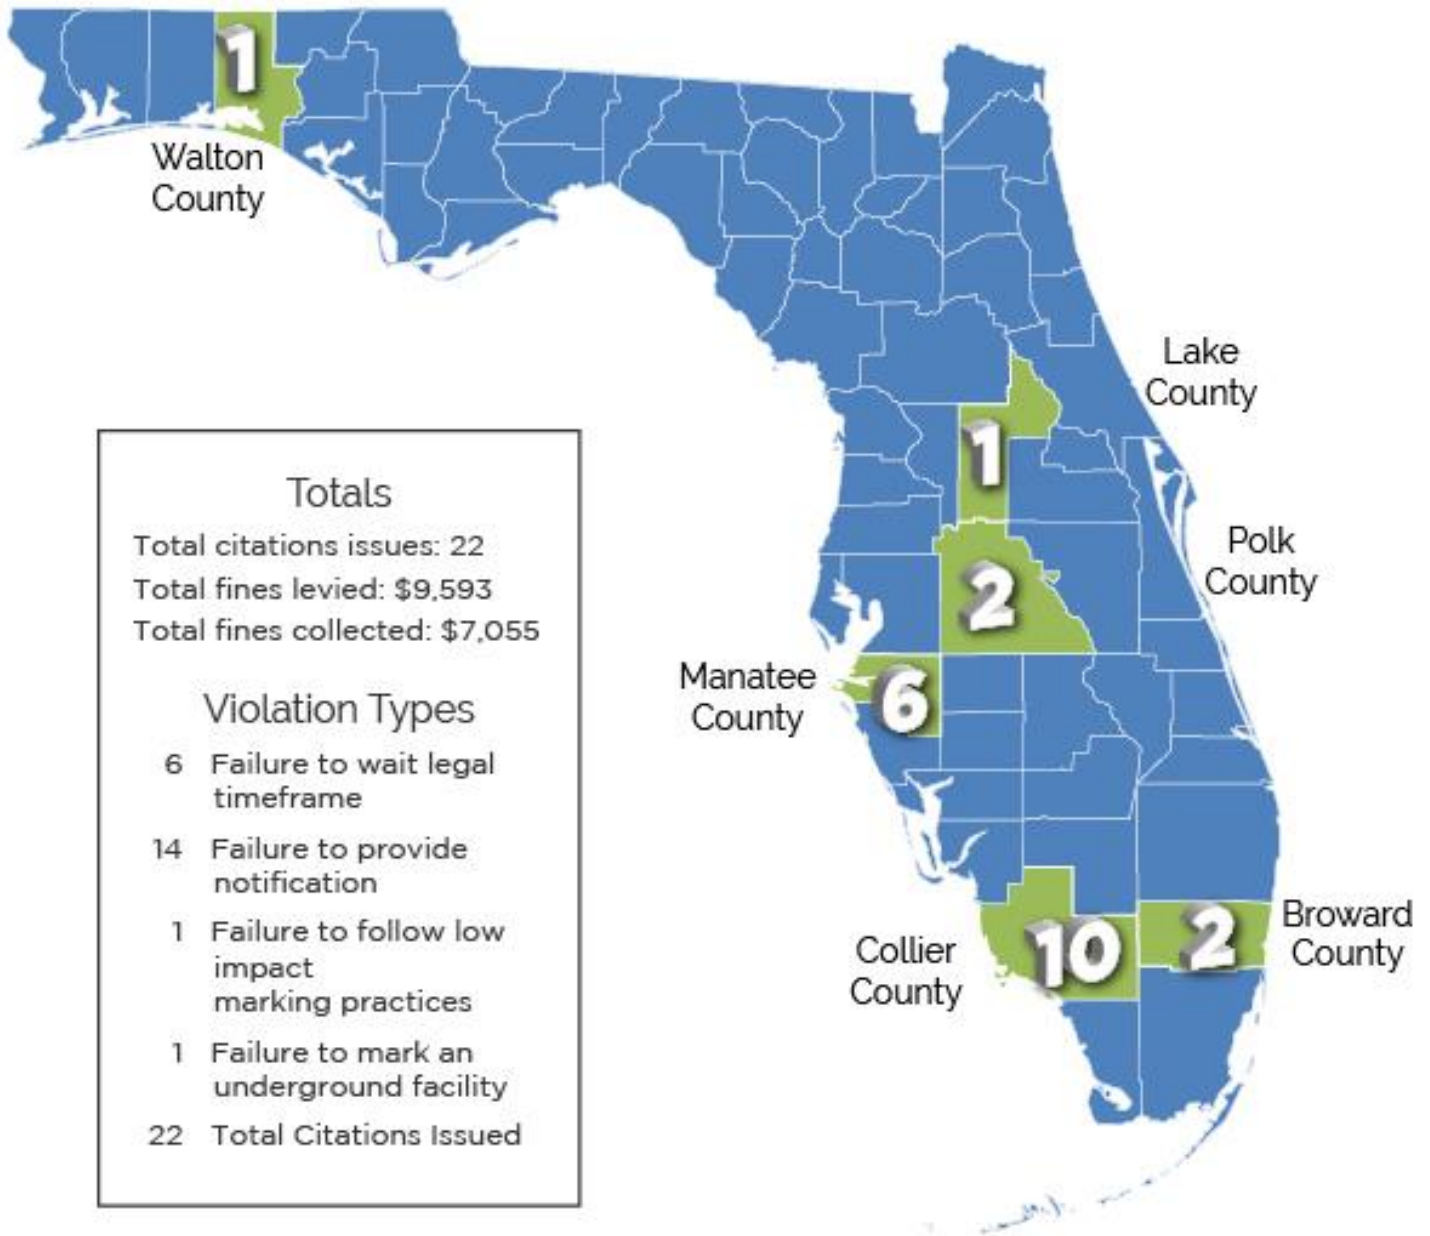 1
Walton
County
Lake
County
1
Polk
County
2
Manatee
County
6
Broward
County
2
Collier
County
10
Totals
Total citations issues: 22
Total fines levied: $9,593
Total fines collected: $7,055
Violation Types
6 Failure to wait legal
timeframe
14 Failure to provide
notification
1 Failure to follow low
impact
marking practices
1 Failure to mark an
underground facility
22 Total Citations Issued